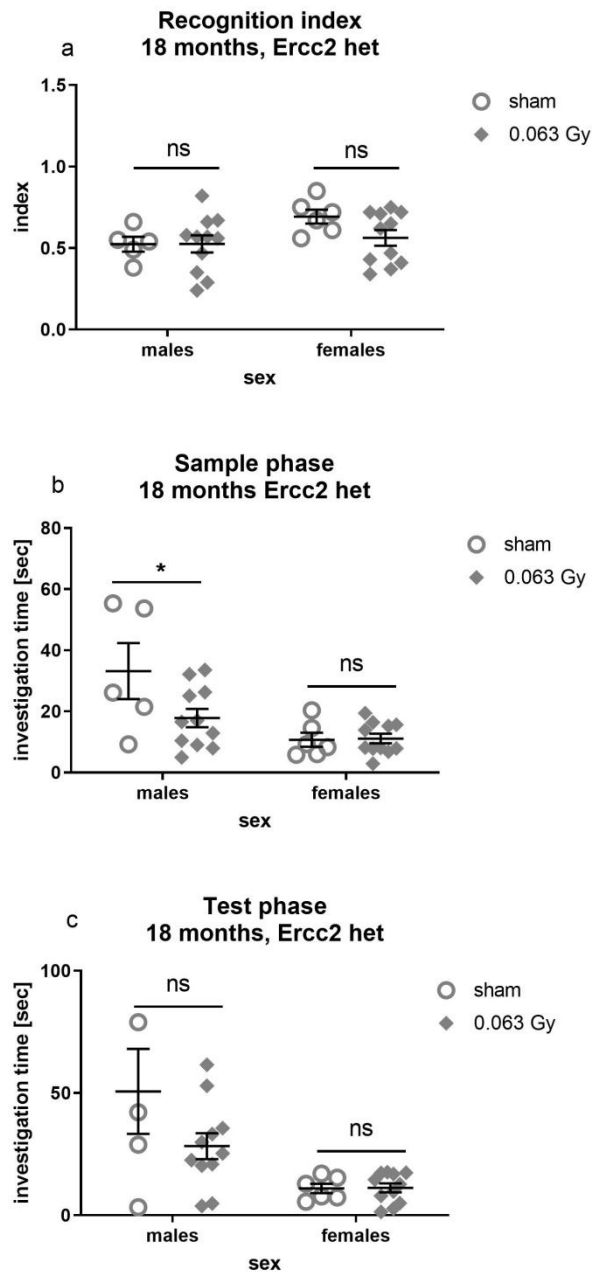 a
Recognition index
18 months, Ercc2 het
index
1.5
1.0
0.5
0.0
ns
ns
sham
0.063 Gy
males
females
sex
b
Sample phase
18 months Ercc2 het
investigation time [sec]
80
60
40
20
0
*
ns
sham
0.063 Gy
males
females
sex
c
Test phase
18 months, Ercc2 het
investigation time [sec]
100
50
0
ns
ns
sham
0.063 Gy
males
females
sex